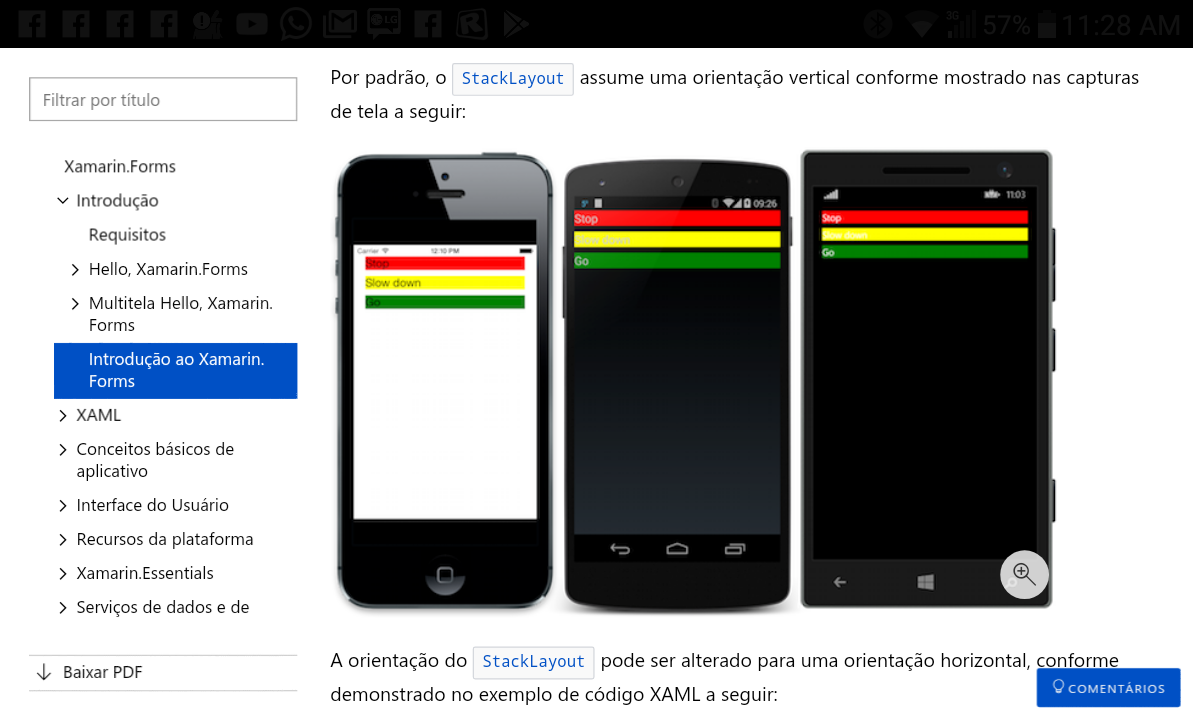 3G 57% 11:28 AM
Filtrar por título
Xamarin.Forms
Introdução
Requisitos
Hello, Xamarin.Forms
Multitela Hello, Xamarin.
Forms
Introdução ao Xamarin.
Forms
XAML
Conceitos básicos de
aplicativo
Interface do Usuário
Recursos da plataforma
Xamarin.Essentials
Serviços de dados e de
Baixar PDF
Por padrão, o StackLayout assume uma orientação vertical conforme mostrado nas capturas
de tela a seguir:
Carrier 12:10 PM
Stop
Slow down
Go
09:26
Stop
Slow down
Go
11:03
Stop
Slow down
Go
A orientação do StackLayout pode ser alterado para uma orientação horizontal, conforme
demonstrado no exemplo de código XAML a seguir:
COMENTÁRIOS